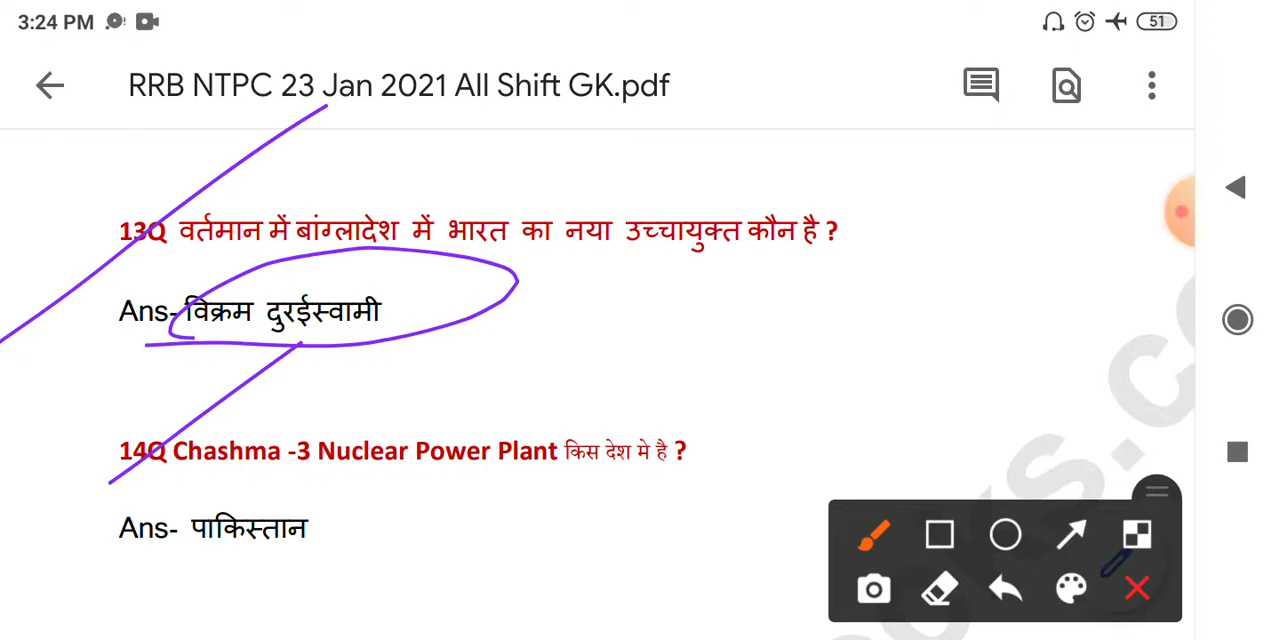 3:24 PM
51
RRB NTPC 23 Jan 2021 All Shift GK.pdf
13Q वर्तमान में बांग्लादेश में भारत का नया उच्चायुक्त कौन है ?
Ans- विक्रम दुरईस्वामी
14Q Chashma -3 Nuclear Power Plant किस देश मे है ?
Ans- पाकिस्तान